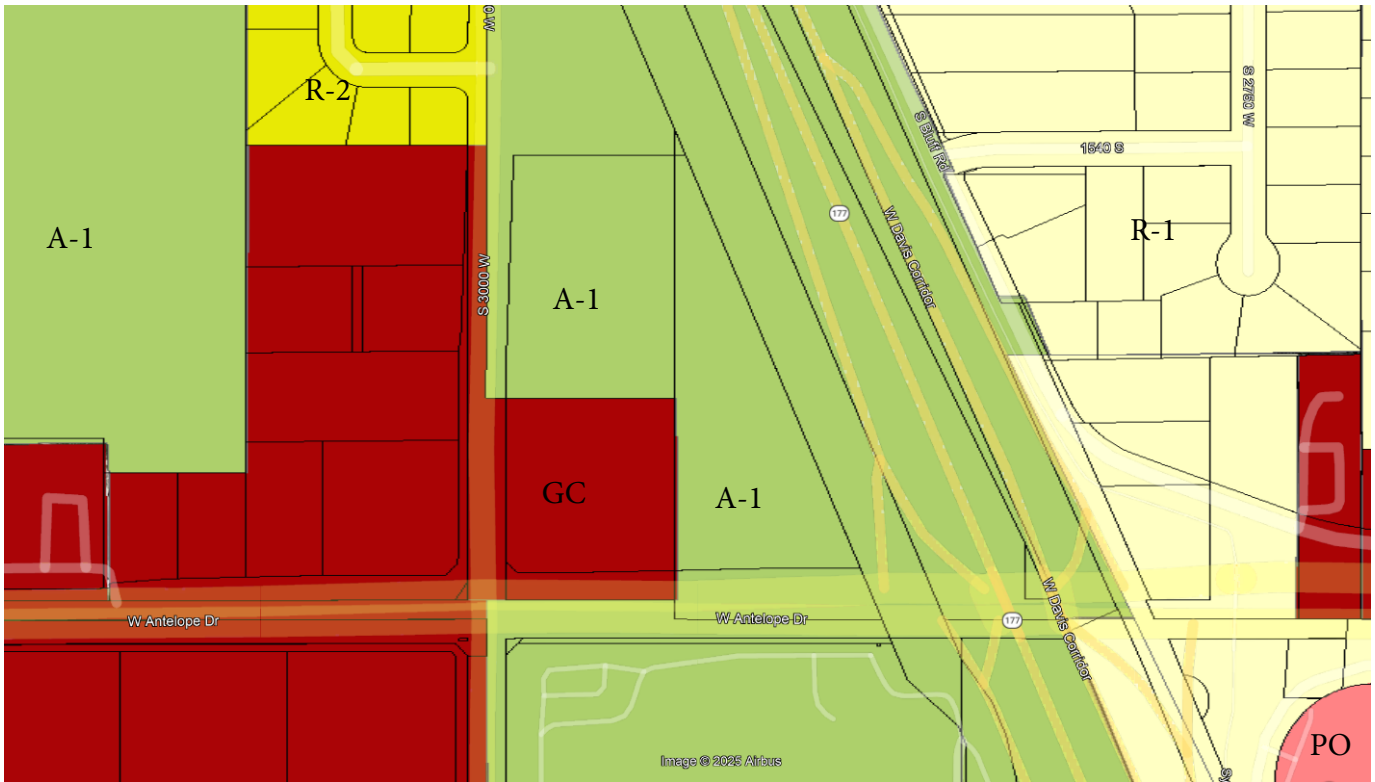 R-2
S Bluff Rd
S 2750 W
1540 S
A-1
177
W Davis Corridor
R-1
S 3000 W
A-1
GC
A-1
W Antelope Dr
W Antelope Dr
177
W Davis Corridor
PO
Image © 2025 Airbus